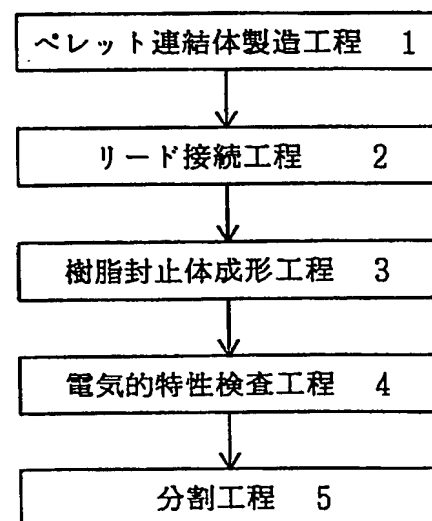 ペレット連結体製造工程 1
リード接続工程 2
樹脂封止体成形工程 3
電気的特性検査工程 4
分割工程 5